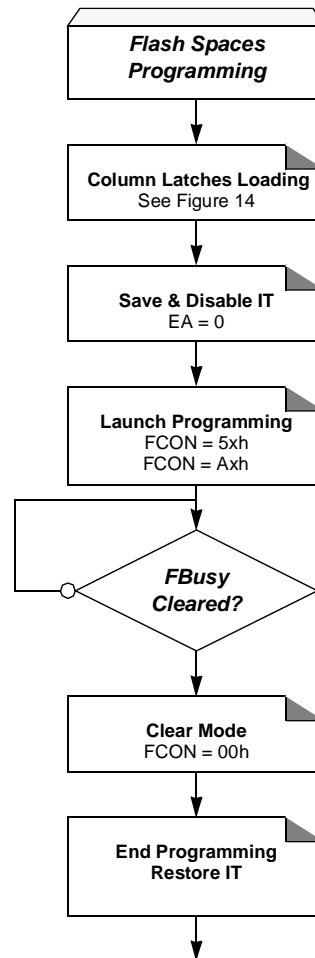 Flash Spaces
Programming
Column Latches Loading
See Figure 14
Save & Disable IT
EA = 0
Launch Programming
FCON = 5xh
FCON = Axh
FBusy
Cleared?
Clear Mode
FCON = 00h
End Programming
Restore IT